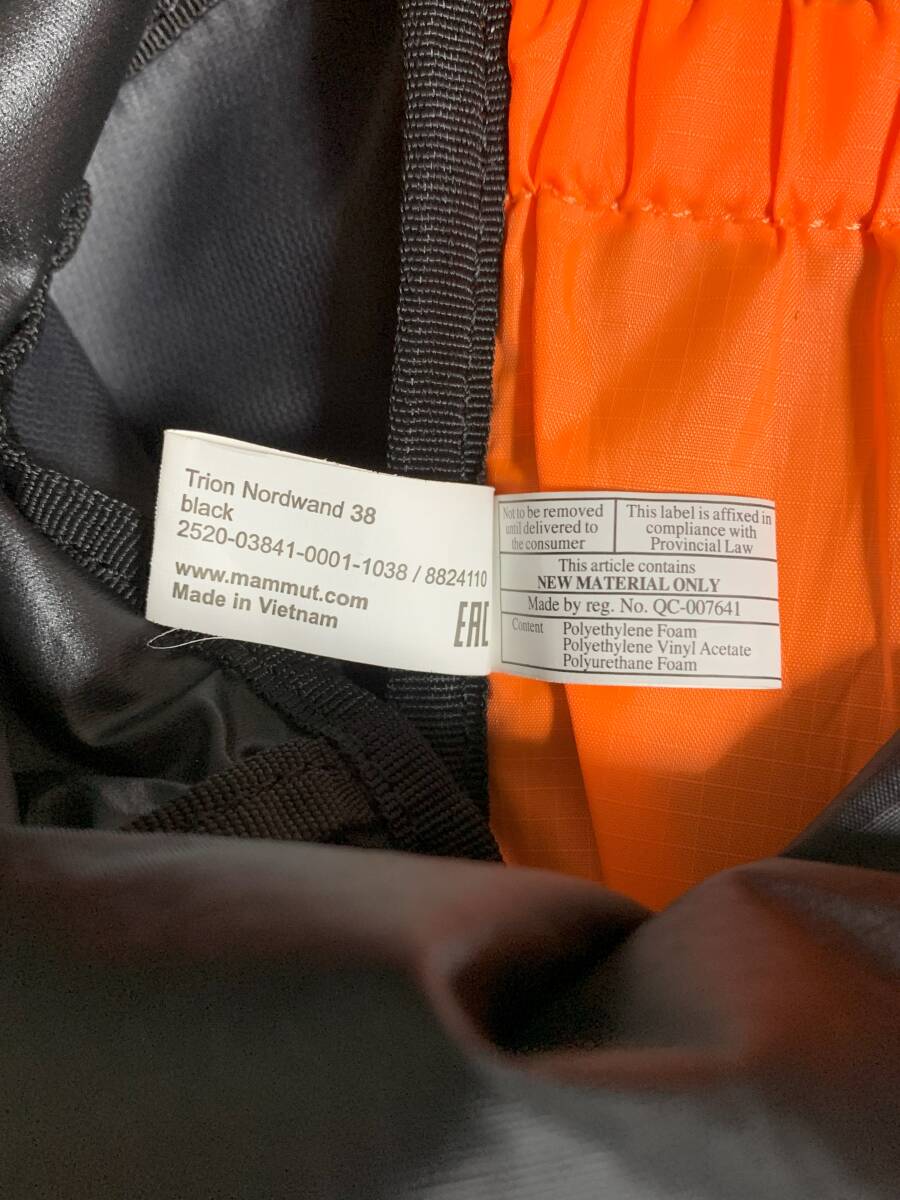 Trion Nordwand 38
black
2520-03841-0001-1038 / 8824110
www.mammut.com
Made in Vietnam
EAC
Not to be removed
until delivered to
the consumer
This label is affixed in
compliance with
Provincial Law
This article contains
NEW MATERIAL ONLY
Made by reg. No. QC-007641
Content
Polyethylene Foam
Polyethylene Vinyl Acetate
Polyurethane Foam